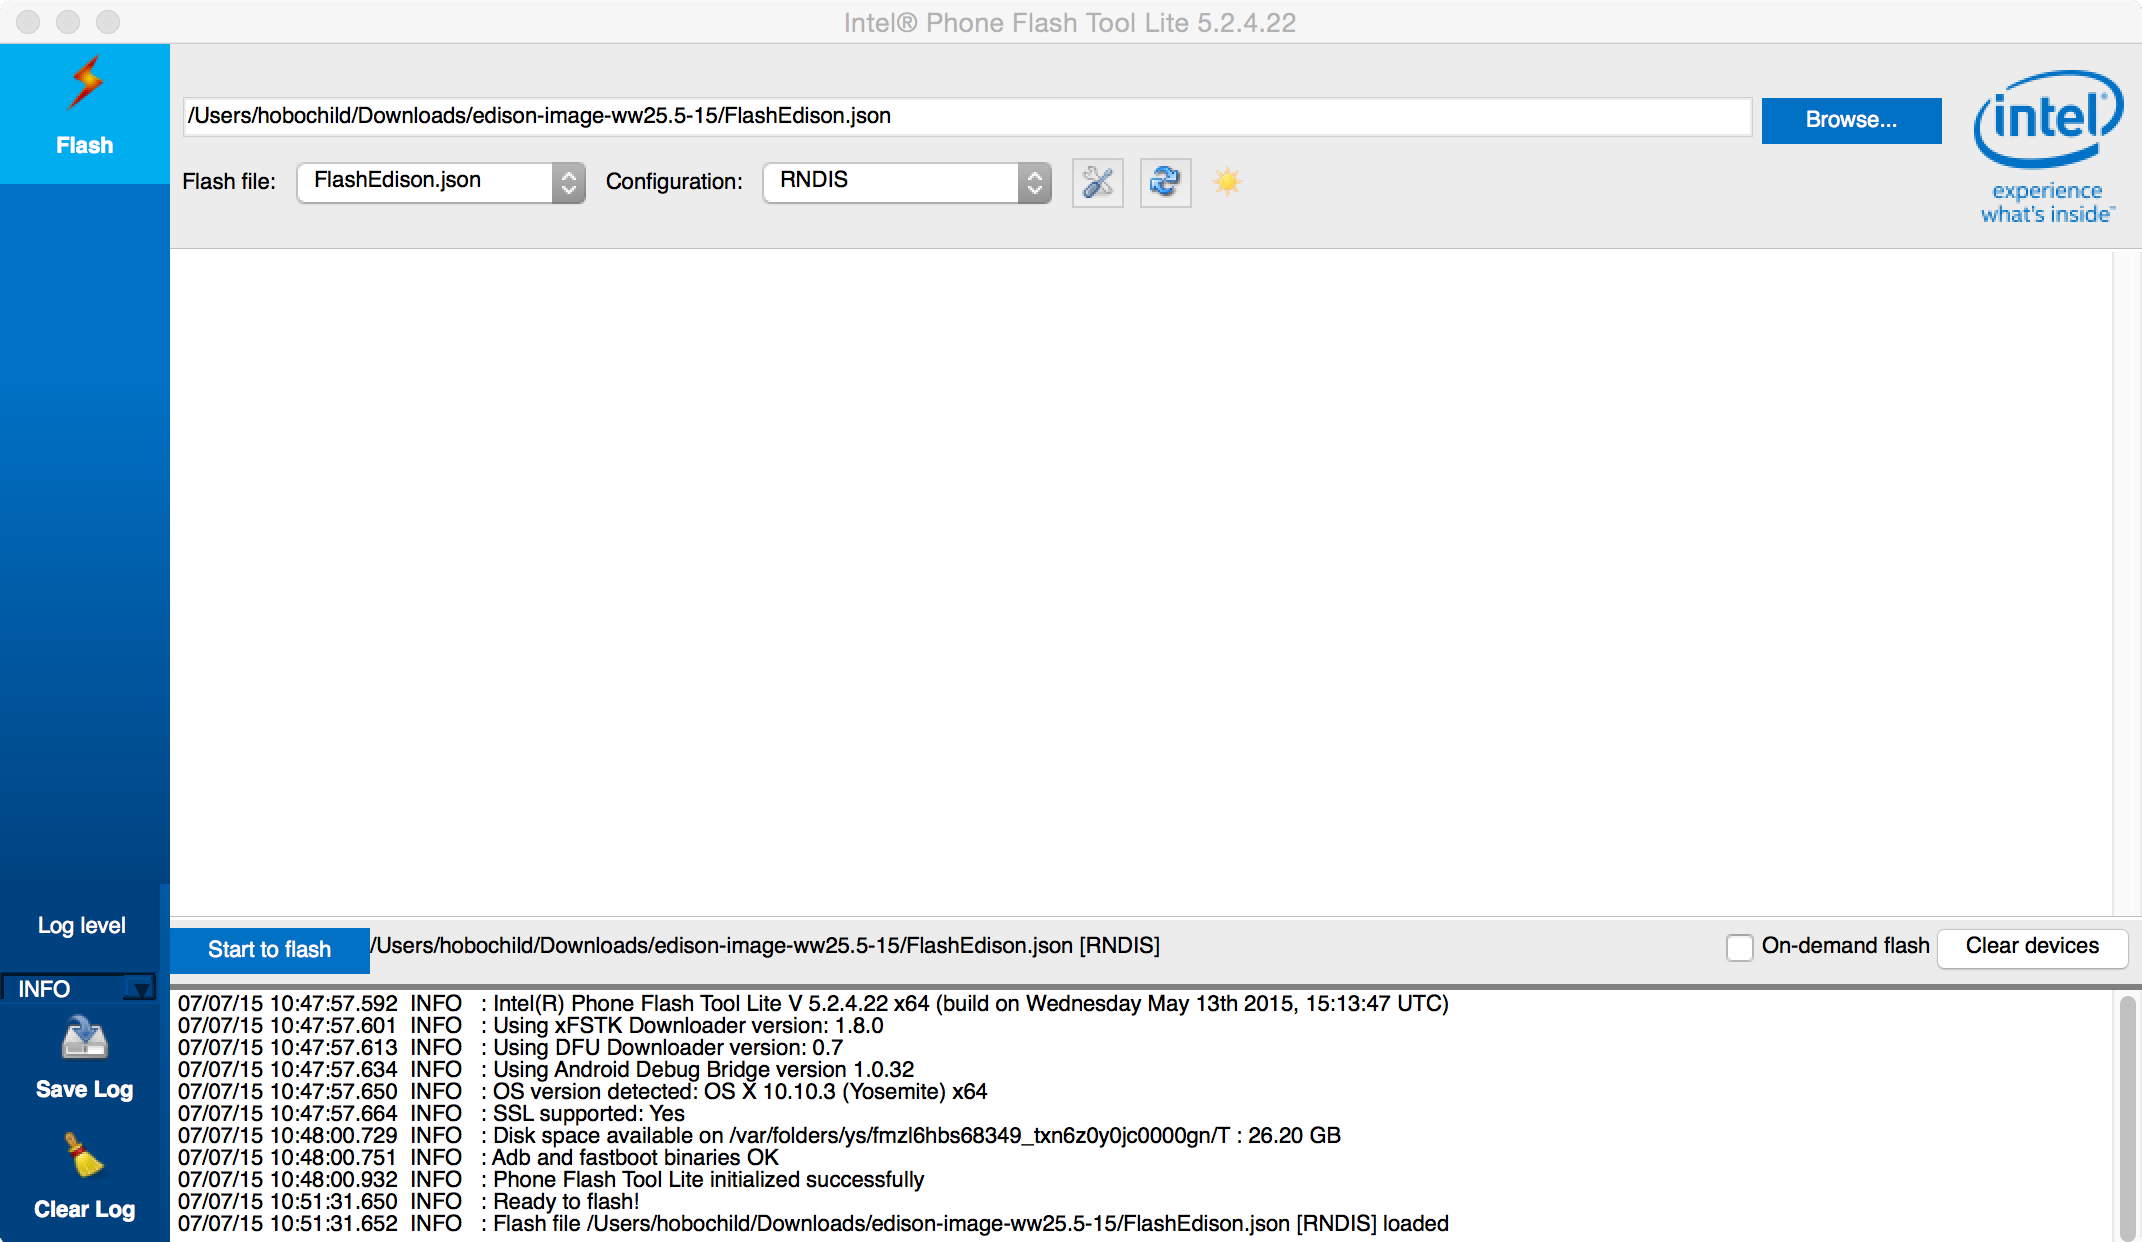 Intel® Phone Flash Tool Lite 5.2.4.22
Flash
/Users/hobochild/Downloads/edison-image-ww25.5-15/FlashEdison.json
Browse...
intel®
experience
what's inside™
Flash file:
FlashEdison.json
Configuration:
RNDIS
Start to flash
/Users/hobochild/Downloads/edison-image-ww25.5-15/FlashEdison.json [RNDIS]
On-demand flash
Clear devices
Log level
INFO
Save Log
Clear Log
07/07/15 10:47:57.592 INFO : Intel(R) Phone Flash Tool Lite V 5.2.4.22 x64 (build on Wednesday May 13th 2015, 15:13:47 UTC)
07/07/15 10:47:57.601 INFO : Using xFSTK Downloader version: 1.8.0
07/07/15 10:47:57.613 INFO : Using DFU Downloader version: 0.7
07/07/15 10:47:57.634 INFO : Using Android Debug Bridge version 1.0.32
07/07/15 10:47:57.650 INFO : OS version detected: OS X 10.10.3 (Yosemite) x64
07/07/15 10:47:57.664 INFO : SSL supported: Yes
07/07/15 10:48:00.729 INFO : Disk space available on /var/folders/ys/fmzl6hbs68349_txn6z0y0jc0000gn/T : 26.20 GB
07/07/15 10:48:00.751 INFO : Adb and fastboot binaries OK
07/07/15 10:48:00.932 INFO : Phone Flash Tool Lite initialized successfully
07/07/15 10:51:31.650 INFO : Ready to flash!
07/07/15 10:51:31.652 INFO : Flash file /Users/hobochild/Downloads/edison-image-ww25.5-15/FlashEdison.json [RNDIS] loaded